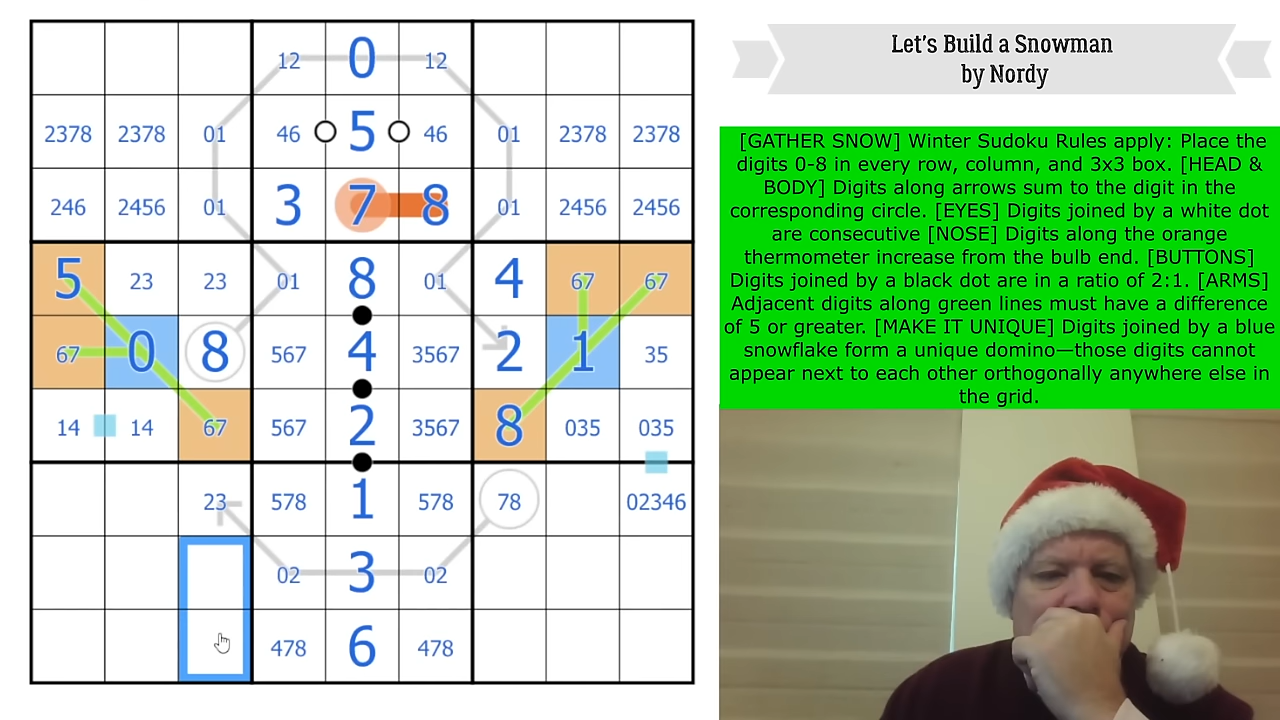 Let's Build a Snowman
by Nordy
[GATHER SNOW] Winter Sudoku Rules apply: Place the
digits 0-8 in every row, column, and 3x3 box. [HEAD &
BODY] Digits along arrows sum to the digit in the
corresponding circle. [EYES] Digits joined by a white dot
are consecutive [NOSE] Digits along the orange
thermometer increase from the bulb end. [BUTTONS]
Digits joined by a black dot are in a ratio of 2:1. [ARMS]
Adjacent digits along green lines must have a difference
of 5 or greater. [MAKE IT UNIQUE] Digits joined by a blue
snowflake form a unique domino—those digits cannot
appear next to each other orthogonally anywhere else in
the grid.
12 0 12
2378 2378 01 46 5 46 01 2378 2378
246 2456 01 3 7 8 01 2456 2456
5 23 23 01 8 01 4 67 67
67 0 8 567 4 3567 2 1 35
14 14 67 567 2 3567 8 035 035
23 578 1 578 78 02346
02 3 02
478 6 478